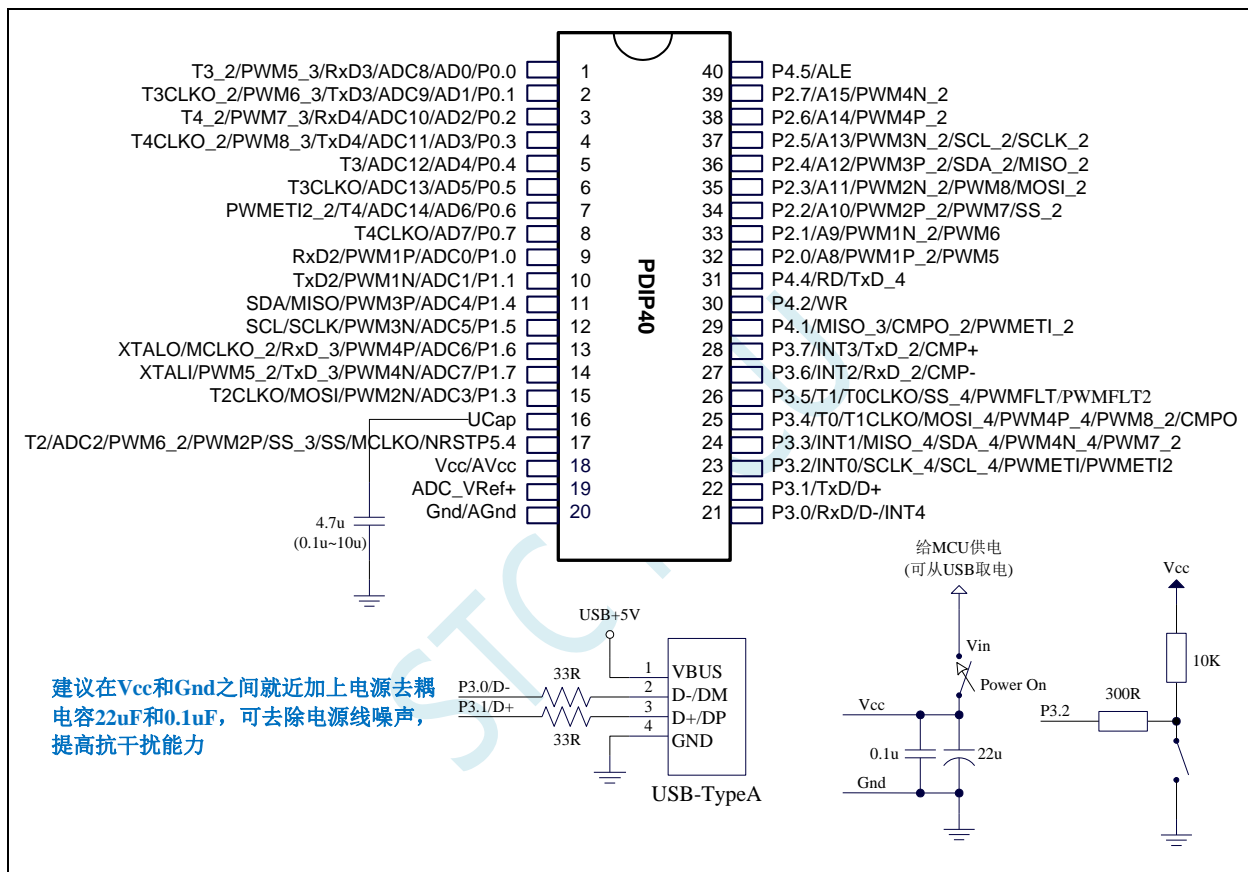 T3_2/PWM5_3/RxD3/ADC8/AD0/P0.0 1 40 P4.5/ALE
T3CLKO_2/PWM6_3/TxD3/ADC9/AD1/P0.1 2 39 P2.7/A15/PWM4N_2
T4_2/PWM7_3/RxD4/ADC10/AD2/P0.2 3 38 P2.6/A14/PWM4P_2
T4CLKO_2/PWM8_3/TxD4/ADC11/AD3/P0.3 4 37 P2.5/A13/PWM3N_2/SCL_2/SCLK_2
T3/ADC12/AD4/P0.4 5 36 P2.4/A12/PWM3P_2/SDA_2/MISO_2
T3CLKO/ADC13/AD5/P0.5 6 35 P2.3/A11/PWM2N_2/PWM8/MOSI_2
PWMETI2_2/T4/ADC14/AD6/P0.6 7 34 P2.2/A10/PWM2P_2/PWM7/SS_2
T4CLKO/AD7/P0.7 8 33 P2.1/A9/PWM1N_2/PWM6
RxD2/PWM1P/ADC0/P1.0 9 32 P2.0/A8/PWM1P_2/PWM5
TxD2/PWM1N/ADC1/P1.1 10 31 P4.4/RD/TxD_4
SDA/MISO/PWM3P/ADC4/P1.4 11 30 P4.2/WR
SCL/SCLK/PWM3N/ADC5/P1.5 12 29 P4.1/MISO_3/CMPO_2/PWMETI_2
XTALO/MCLKO_2/RxD_3/PWM4P/ADC6/P1.6 13 28 P3.7/INT3/TxD_2/CMP+
XTALI/PWM5_2/TxD_3/PWM4N/ADC7/P1.7 14 27 P3.6/INT2/RxD_2/CMP-
T2CLKO/MOSI/PWM2N/ADC3/P1.3 15 26 P3.5/T1/T0CLKO/SS_4/PWMFLT/PWMFLT2
UCap 16 25 P3.4/T0/T1CLKO/MOSI_4/PWM4P_4/PWM8_2/CMPO
T2/ADC2/PWM6_2/PWM2P/SS_3/SS/MCLKO/NRSTP5.4 17 24 P3.3/INT1/MISO_4/SDA_4/PWM4N_4/PWM7_2
Vcc/AVcc 18 23 P3.2/INT0/SCLK_4/SCL_4/PWMETI/PWMETI2
ADC_VRef+ 19 22 P3.1/TxD/D+
Gnd/AGnd 20 21 P3.0/RxD/D-/INT4
PDIP40
4.7u
(0.1u~10u)
建议在Vcc和Gnd之间就近加上电源去耦
电容22uF和0.1uF，可去除电源线噪声，
提高抗干扰能力
USB+5V
P3.0/D- 33R
P3.1/D+ 33R
1 VBUS
2 D-/DM
3 D+/DP
4 GND
USB-TypeA
给MCU供电
(可从USB取电)
Vin
Power On
Vcc
0.1u 22u
Gnd
Vcc
10K
300R
P3.2